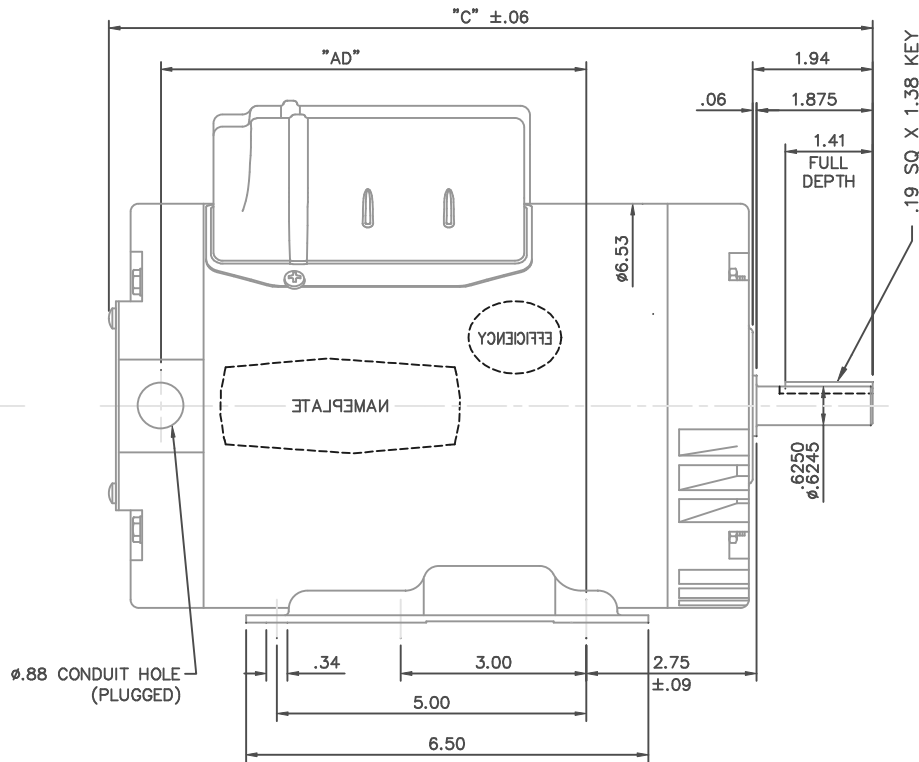 "C" ±.06
"AD"
1.94
.06
1.875
1.41
FULL
DEPTH
.19 SQ X 1.38 KEY
ø6.53
EFFICIENCY
NAMEPLATE
.6250
ø.6245
ø.88 CONDUIT HOLE
(PLUGGED)
.34
3.00
2.75
±.09
5.00
6.50